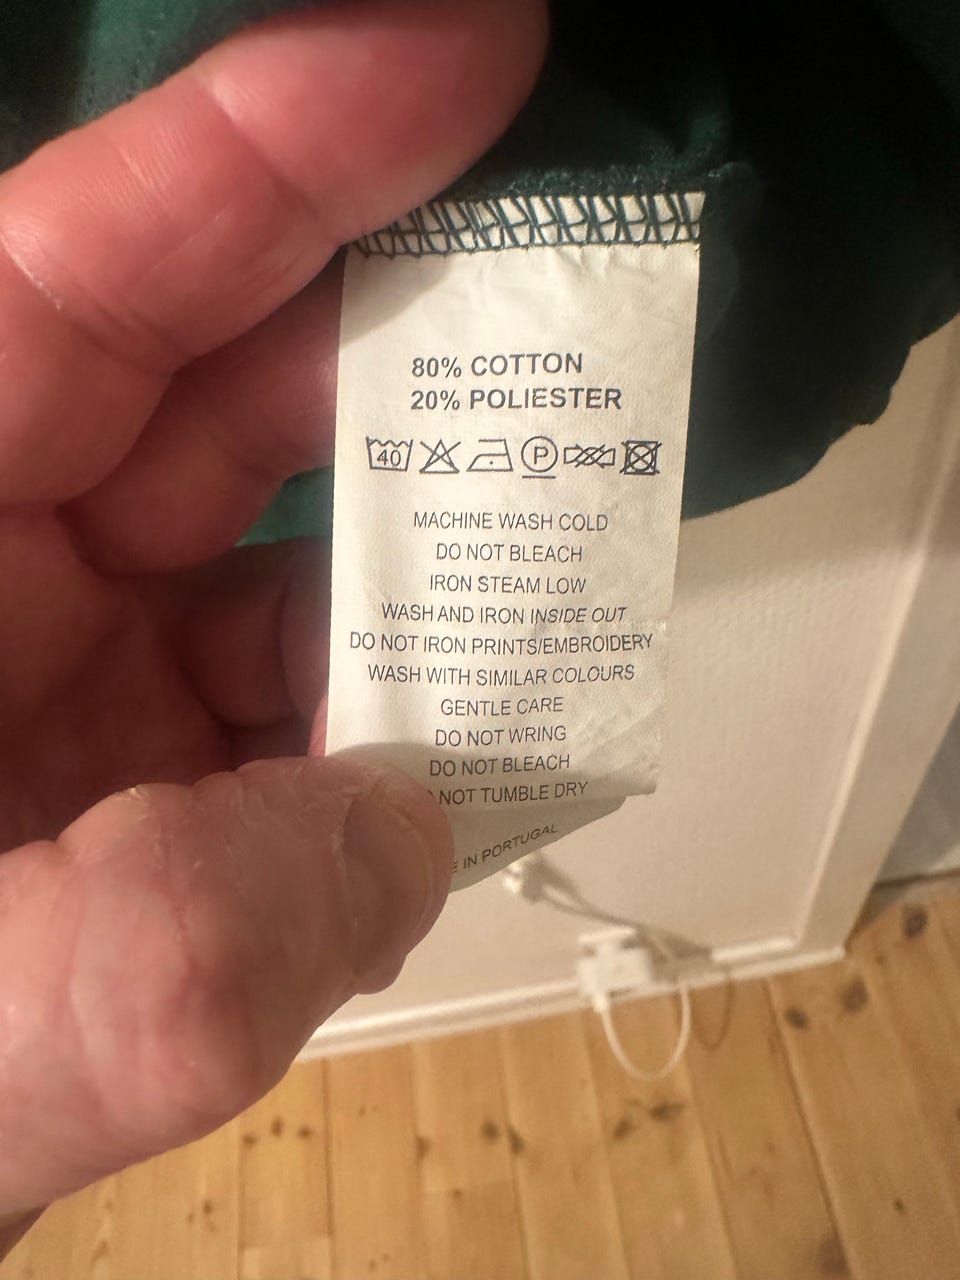 80% COTTON
20% POLIESTER
40 P
MACHINE WASH COLD
DO NOT BLEACH
IRON STEAM LOW
WASH AND IRON INSIDE OUT
DO NOT IRON PRINTS/EMBROIDERY
WASH WITH SIMILAR COLOURS
GENTLE CARE
DO NOT WRING
DO NOT BLEACH
NOT TUMBLE DRY
E IN PORTUGAL